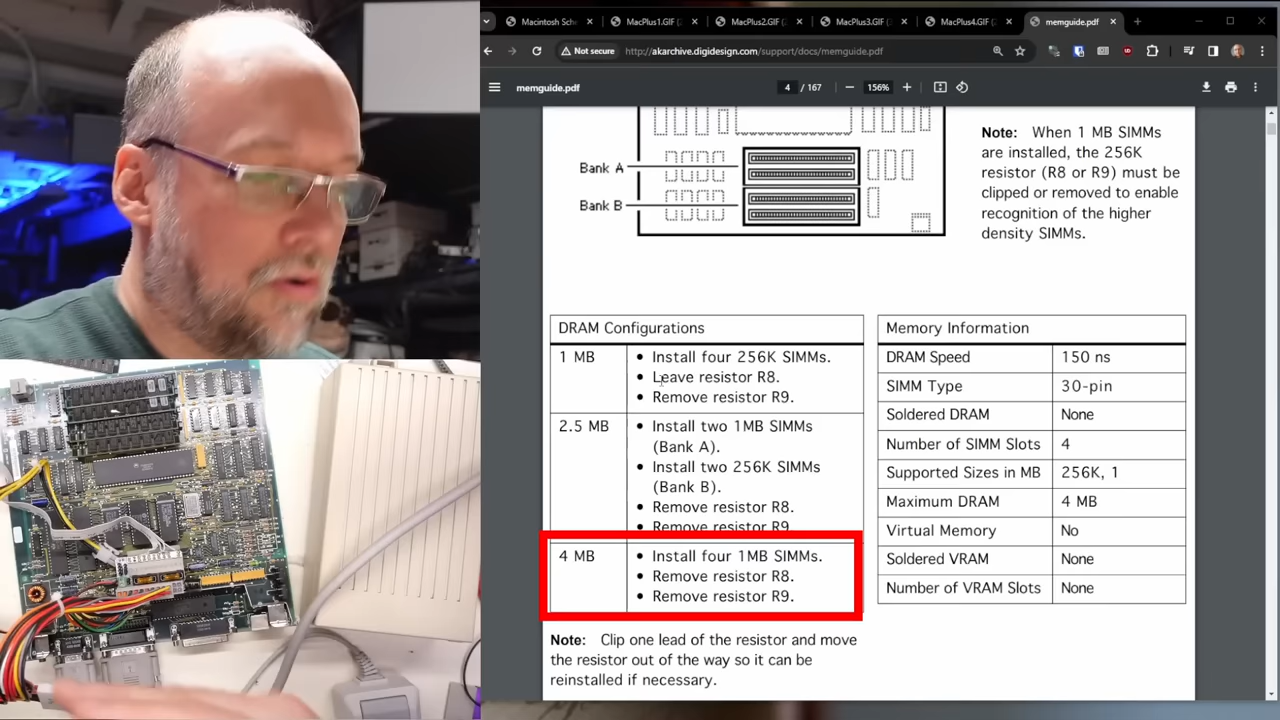 Macintosh Sche
MacPlus1.GIF (
MacPlus2.GIF (
MacPlus3.GIF (
MacPlus4.GIF (
memguide.pdf
Not secure
http://akarchive.digidesign.com/support/docs/memguide.pdf
memguide.pdf
4 / 167
156%
Bank A
Bank B
Note: When 1 MB SIMMs
are installed, the 256K
resistor (R8 or R9) must be
clipped or removed to enable
recognition of the higher
density SIMMs.
DRAM Configurations
1 MB
• Install four 256K SIMMs.
• Leave resistor R8.
• Remove resistor R9.
2.5 MB
• Install two 1MB SIMMs
(Bank A).
• Install two 256K SIMMs
(Bank B).
• Remove resistor R8.
• Remove resistor R9
4 MB
• Install four 1MB SIMMs.
• Remove resistor R8.
• Remove resistor R9.
Note: Clip one lead of the resistor and move
the resistor out of the way so it can be
reinstalled if necessary.
Memory Information
DRAM Speed 150 ns
SIMM Type 30-pin
Soldered DRAM None
Number of SIMM Slots 4
Supported Sizes in MB 256K, 1
Maximum DRAM 4 MB
Virtual Memory No
Soldered VRAM None
Number of VRAM Slots None